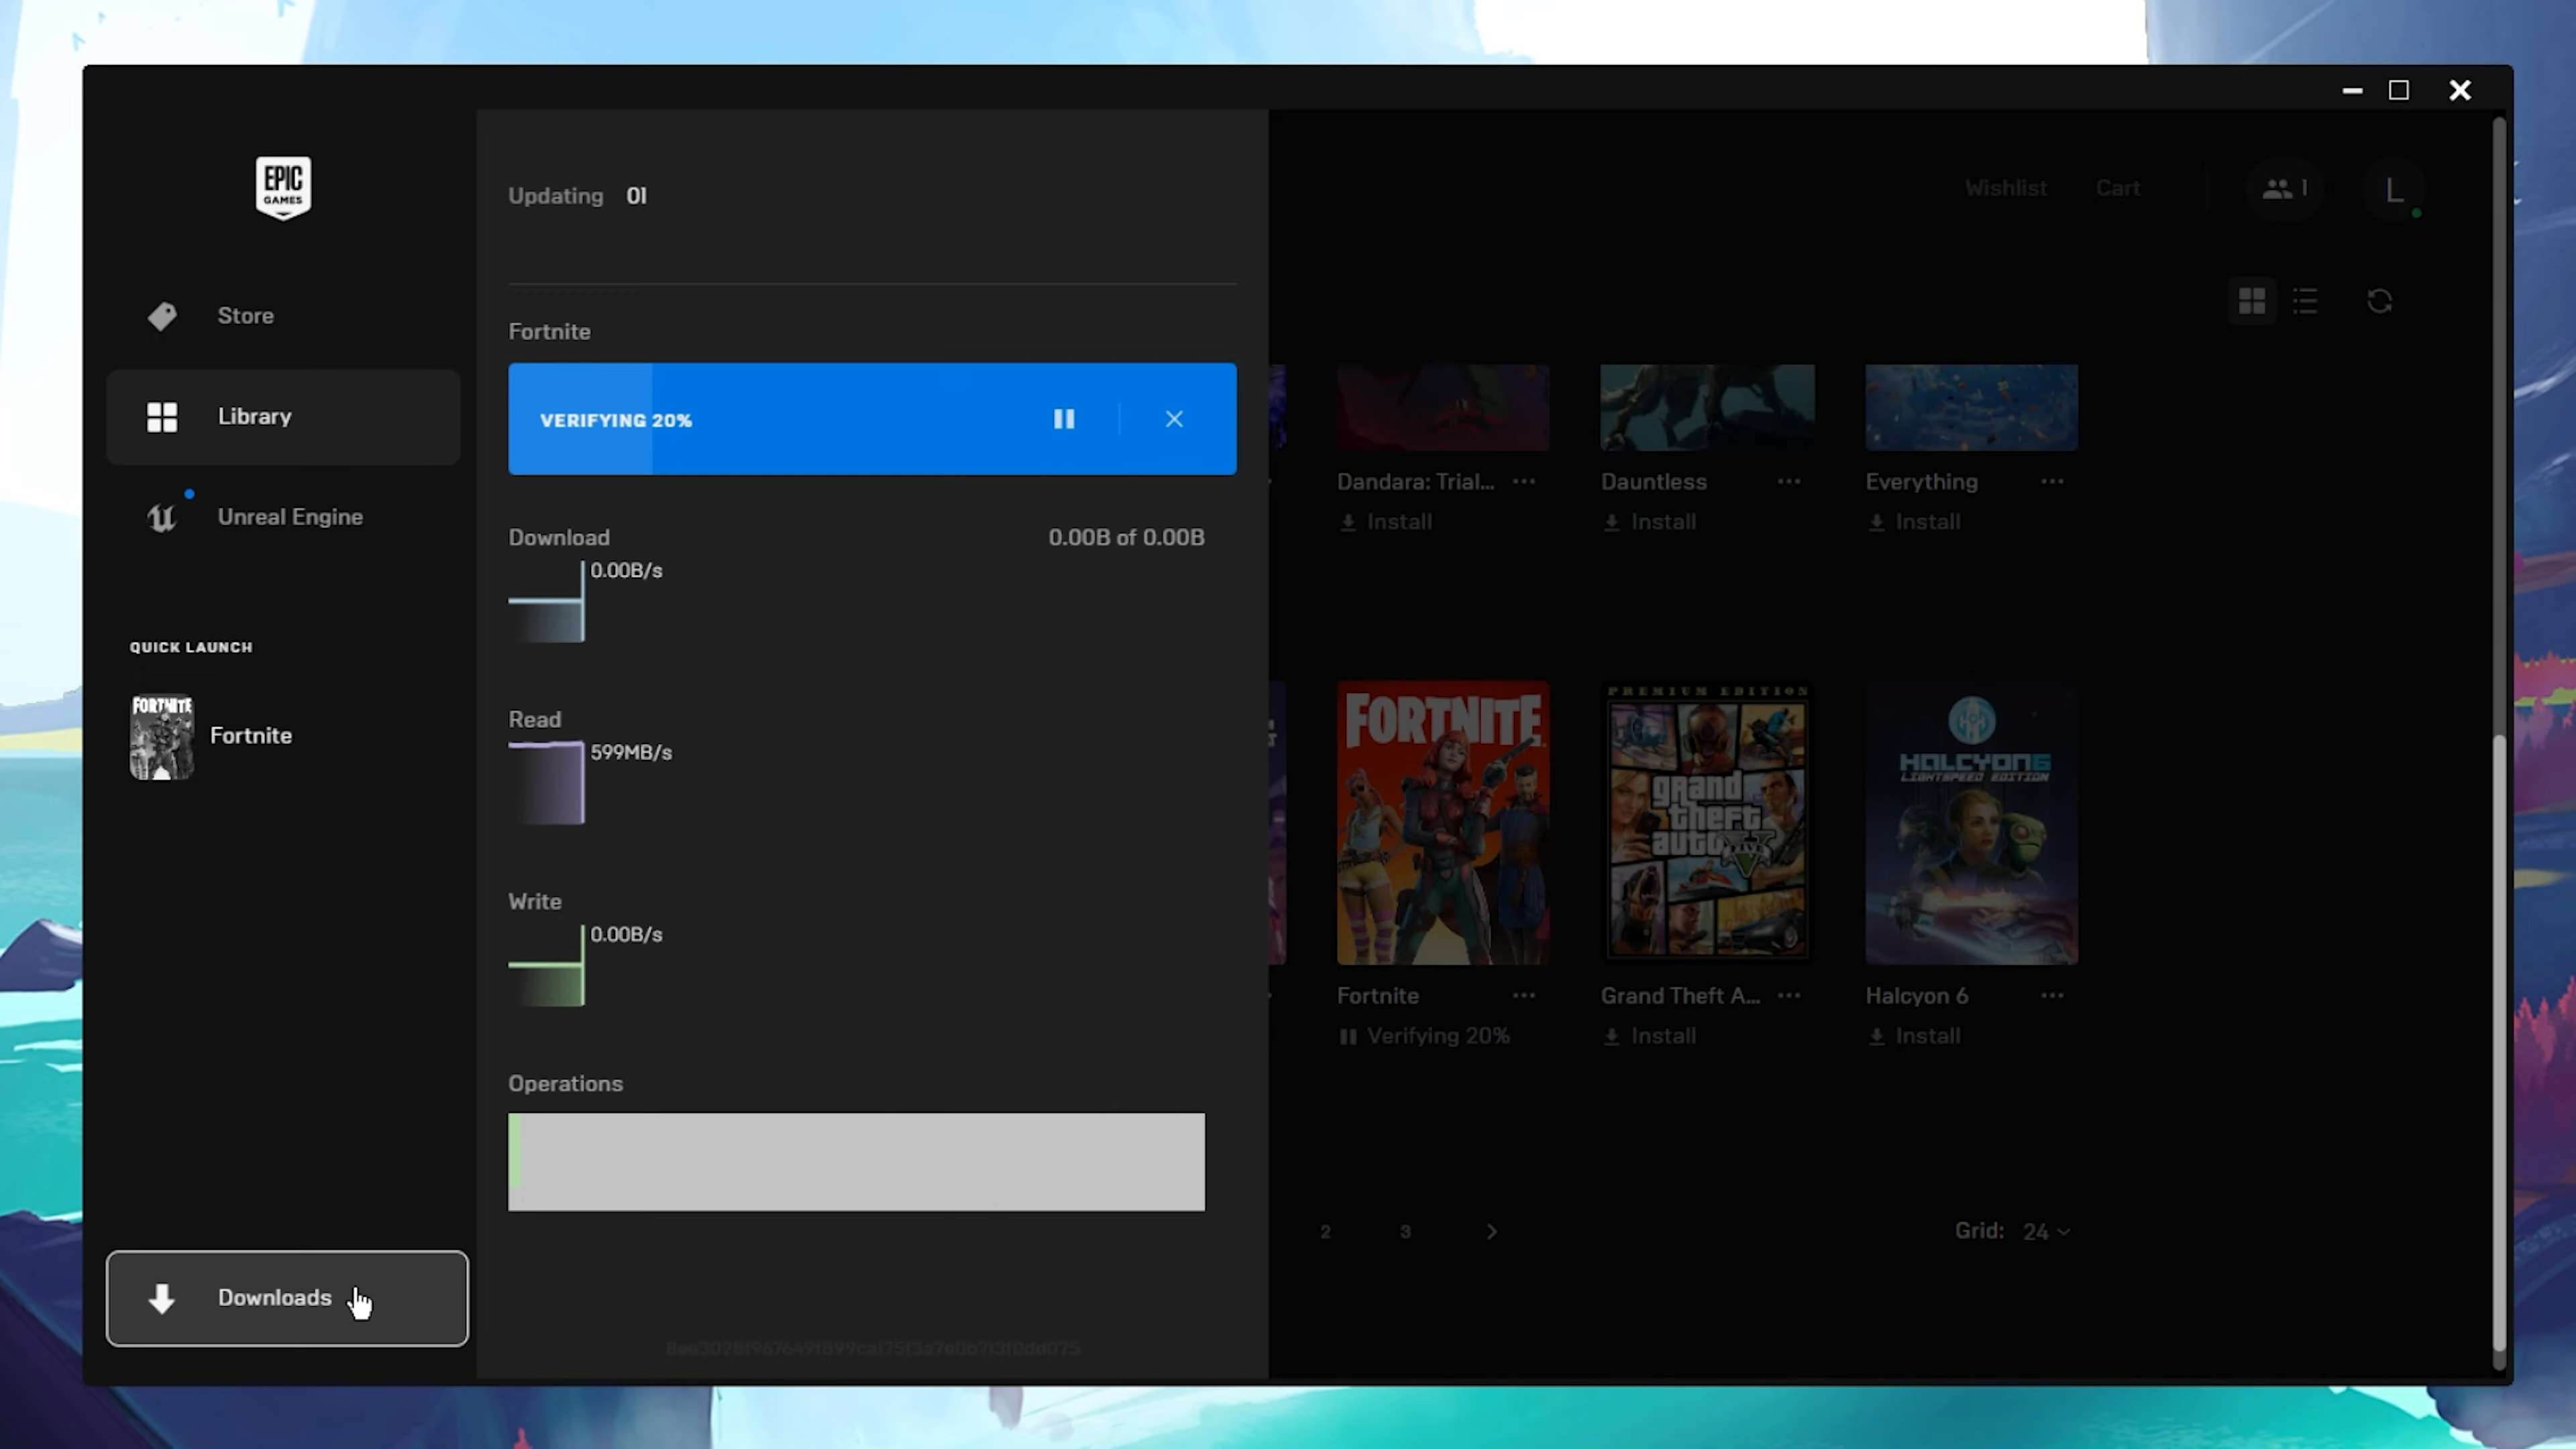 EPIC
GAMES
Store
Library
Unreal Engine
QUICK LAUNCH
FORTNITE
Fortnite
Downloads
Updating 01
Fortnite
VERIFYING 20%
Download 0.00B of 0.00B
0.00B/s
Read
599MB/s
Write
0.00B/s
Operations
Wishlist Cart 1 L
Dandara: Trial... Dauntless Everything
Install Install Install
FORTNITE
PREMIUM EDITION
grand
theft
auto
V
FIVE
HALCYON6
LIGHTSPEED EDITION
Fortnite Grand Theft A... Halcyon 6
Verifying 20% Install Install
2 3 Grid: 24